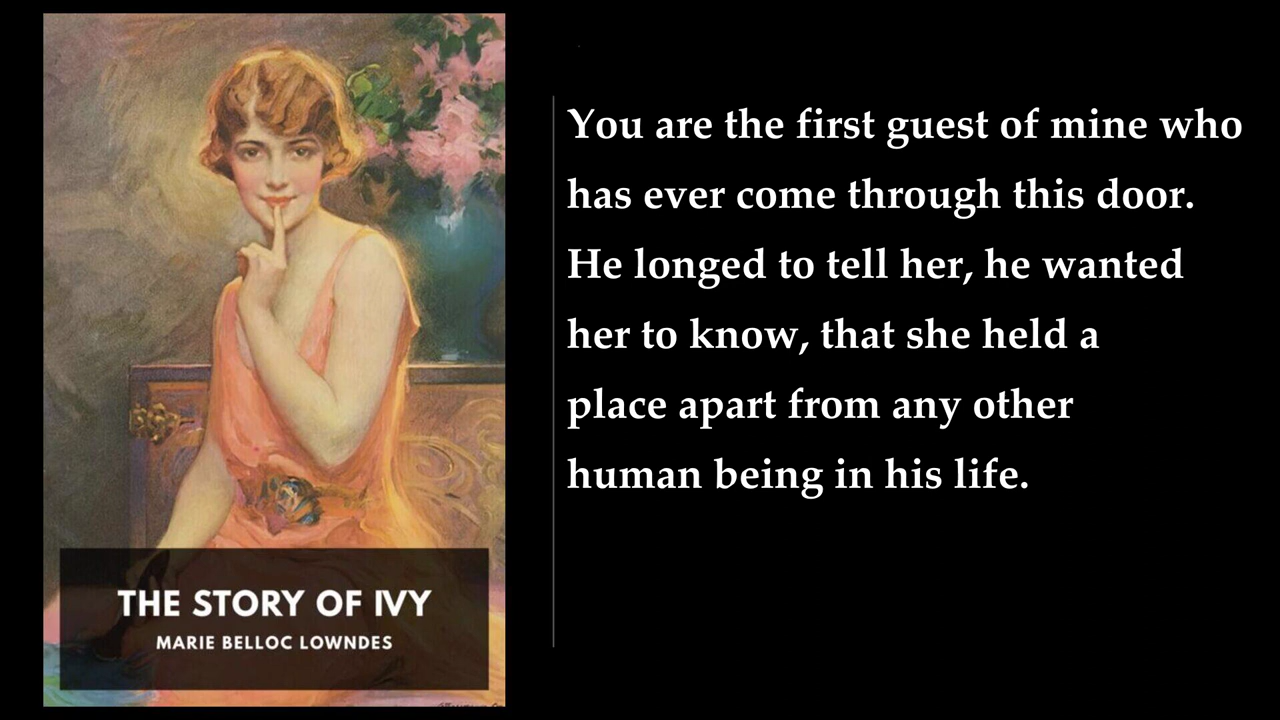 THE STORY OF IVY
MARIE BELLOC LOWNDES
You are the first guest of mine who
has ever come through this door.
He longed to tell her, he wanted
her to know, that she held a
place apart from any other
human being in his life.